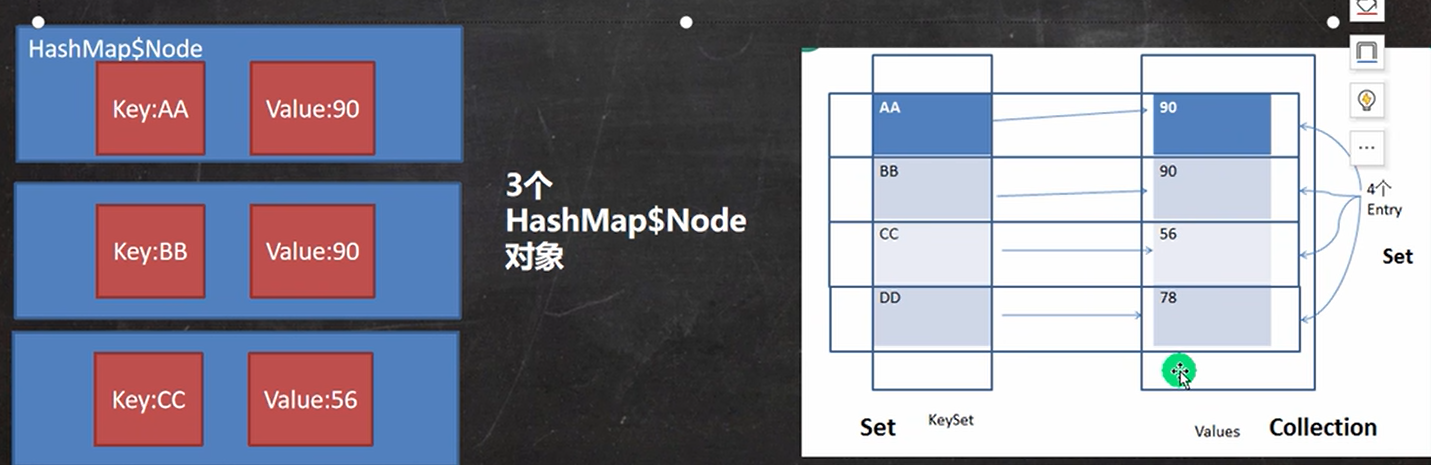 HashMap$Node
Key:AA
Value:90
Key:BB
Value:90
Key:CC
Value:56
3个
HashMap$Node
对象
AA
90
BB
90
CC
56
DD
78
4个
Entry
Set
Set
KeySet
Values
Collection